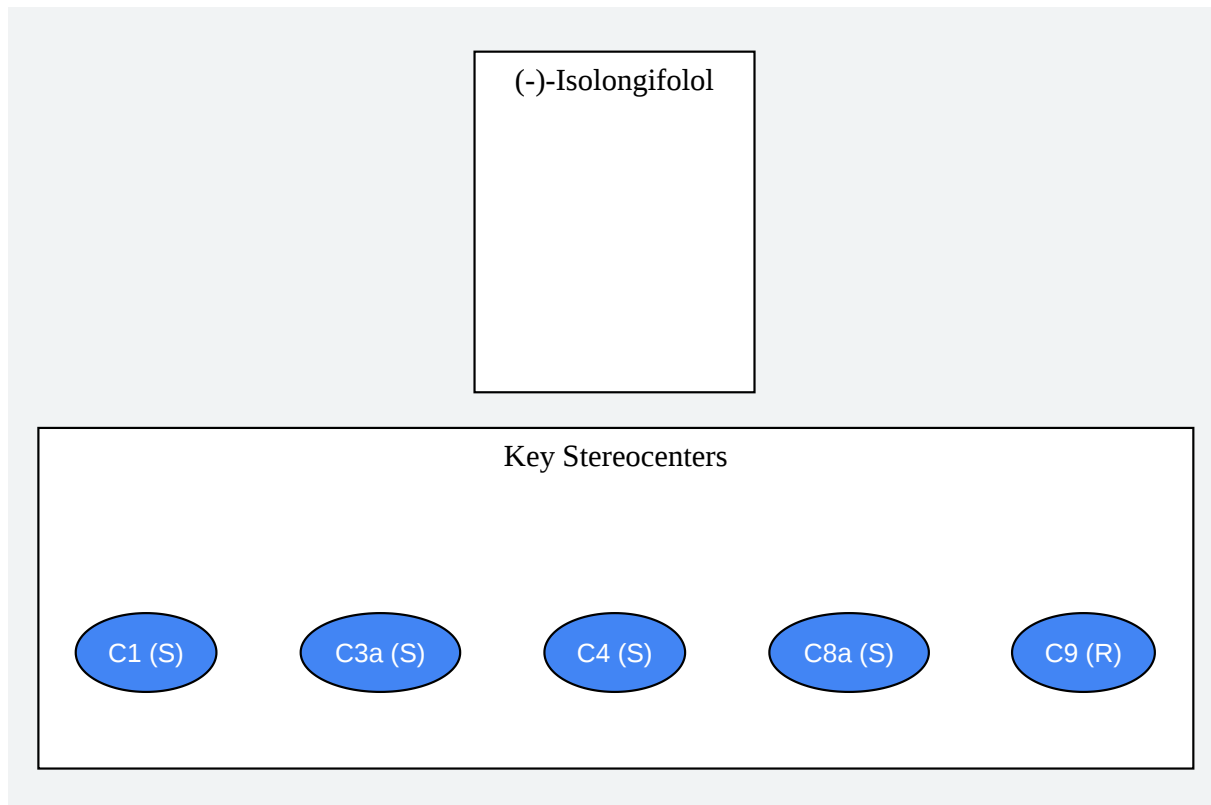 (-)-Isolongifolol
Key Stereocenters
C1 (S)
C3a (S)
C4 (S)
C8a (S)
C9 (R)